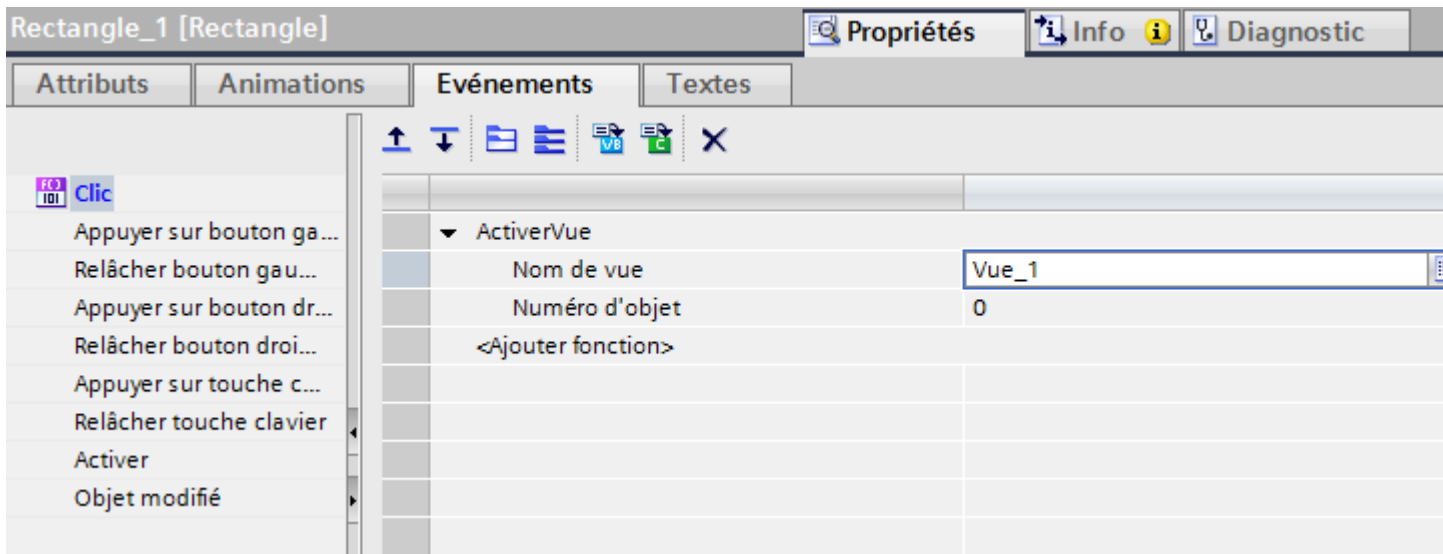 Rectangle_1 [Rectangle]
Propriétés
Info
Diagnostic
Attributs
Animations
Evénements
Textes
VB
C
Clic
Appuyer sur bouton ga...
Relâcher bouton gau...
Appuyer sur bouton dr...
Relâcher bouton droi...
Appuyer sur touche c...
Relâcher touche clavier
Activer
Objet modifié
ActiverVue
Nom de vue
Vue_1
Numéro d'objet
0
<Ajouter fonction>